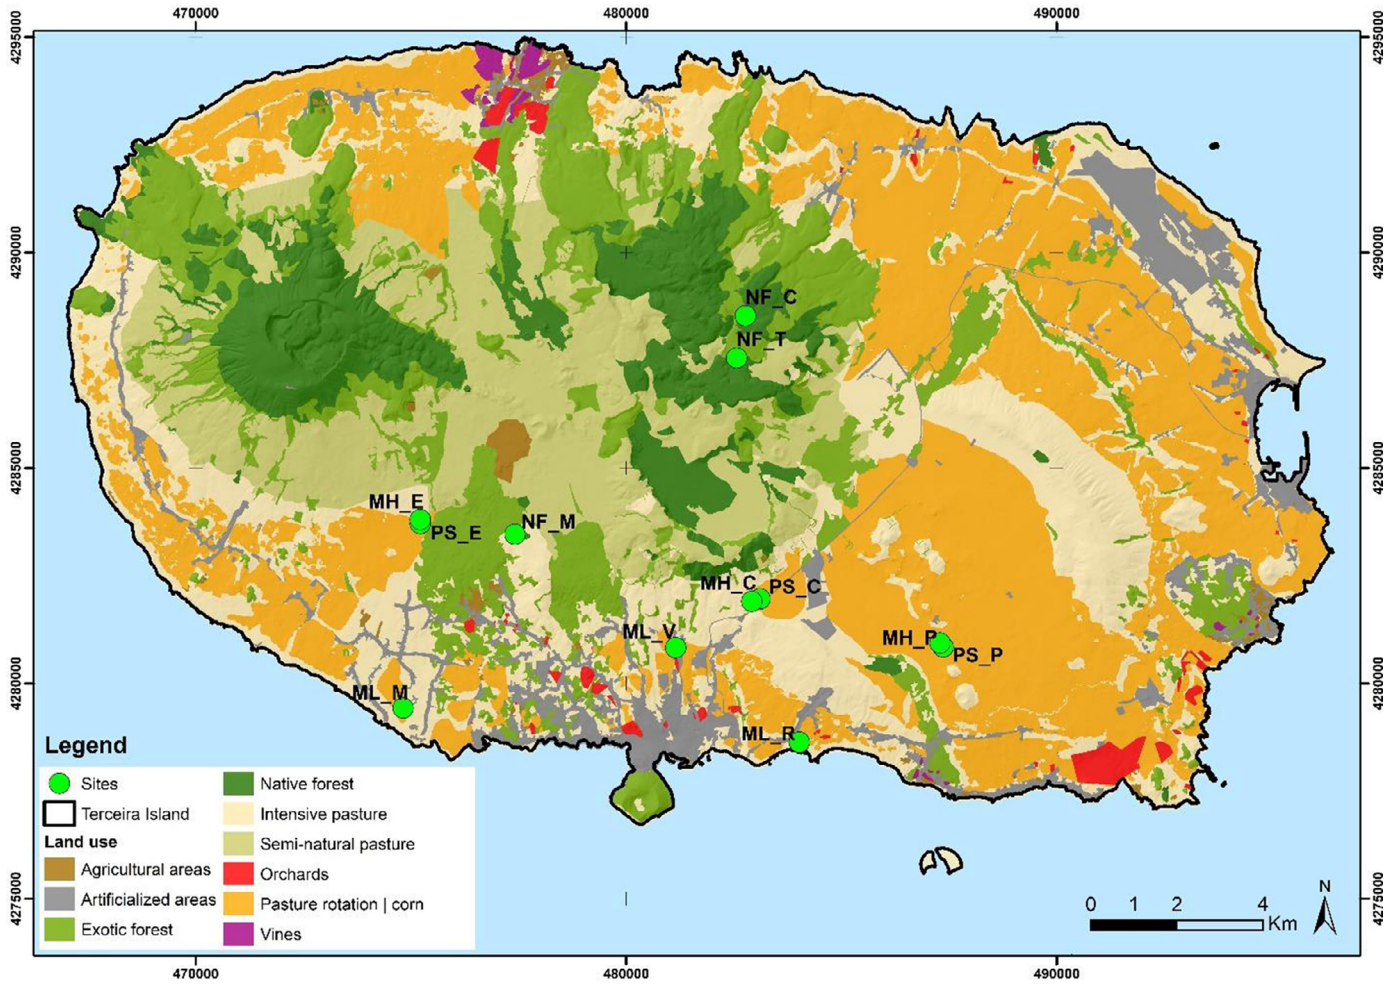 470000 480000 490000
4295000 4295000
4290000 4290000
NF_C
NF_T
4285000 4285000
MH_E
PS_E
NF_M
MH_C PS_C
ML_V
MH_P
PS_P
4280000 4280000
ML_M
ML_R
Legend
Sites
Terceira Island
Land use
Agricultural areas
Artificialized areas
Exotic forest
Native forest
Intensive pasture
Semi-natural pasture
Orchards
Pasture rotation | corn
Vines
4275000 4275000
0 1 2 4
Km
N
470000 480000 490000